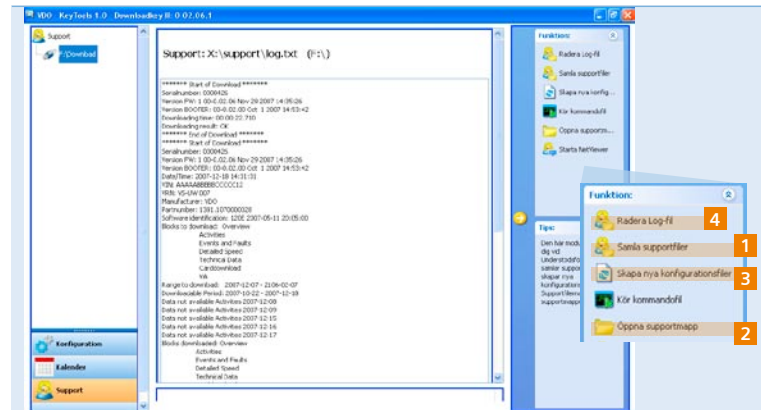 VDO KeyTools 1.0 Downloadkey II: 0 02.06.1
Support
F:/Download
Konfiguration
Kalender
Support
Support: X:\support\log.txt (F:\)
******* Start of Download *******
Serialnumber: 0000426
Version FW: 1 00-0.02.06 Nov 29 2007 14:35:26
Version BOOTER: 00-0.02.00 Oct 1 2007 14:53:42
Downloading time: 00:00:22.710
Downloading result: OK
******* End of Download *******
******* Start of Download *******
Serialnumber: 0000426
Version FW: 1 00-0.02.06 Nov 29 2007 14:35:26
Version BOOTER: 00-0.02.00 Oct 1 2007 14:53:42
Date/Time: 2007-12-18 14:31:31
VIN: AAAAABBBBBCCCCC12
VRN: VS-UW 007
Manufacture: VDO
Partnumber: 1381.1070000028
Software identification: 120E 2007-05-11 20:05:00
Blocks to download: Overview
Activities
Events and Faults
Detailed Speed
Technical Data
Carddownload
VA
Range to download: 2007-12-07 - 2106-02-07
Downloadable Period: 2007-10-22 - 2007-12-18
Data not available Activities 2007-12-08
Data not available Activities 2007-12-09
Data not available Activities 2007-12-15
Data not available Activities 2007-12-16
Data not available Activities 2007-12-17
Blocks downloaded: Overview
Activities
Events and Faults
Detailed Speed
Technical Data
Funktion:
Radera Log-fil
Samla supportfiler
Skapa nya konfig...
Kör kommandofil
Öppna supportm...
Starta NetViewer
Tips:
Den här modu
dig vid
samlar suppor
skapar nya
konfiguration
supportmapp
Funktion:
Radera Log-fil 4
Samla supportfiler 1
Skapa nya konfigurationsfiler 3
Kör kommandofil
Öppna supportmapp 2